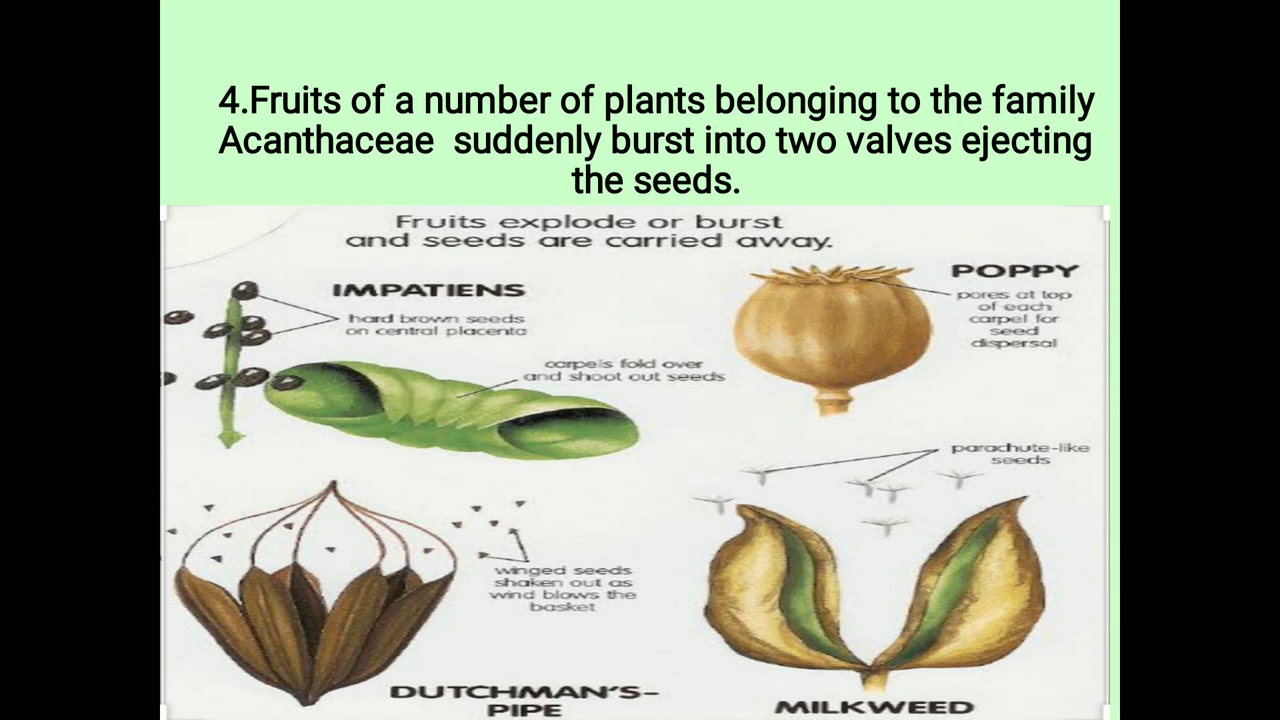 4.Fruits of a number of plants belonging to the family
Acanthaceae suddenly burst into two valves ejecting
the seeds.
Fruits explode or burst
and seeds are carried away.
IMPATIENS
hard brown seeds
on central placenta
carpels fold over
and shoot out seeds
POPPY
pores at top
of each
carpel for
seed
dispersal
parachute-like
seeds
winged seeds
shaken out as
wind blows the
basket
DUTCHMAN'S-
PIPE
MILKWEED